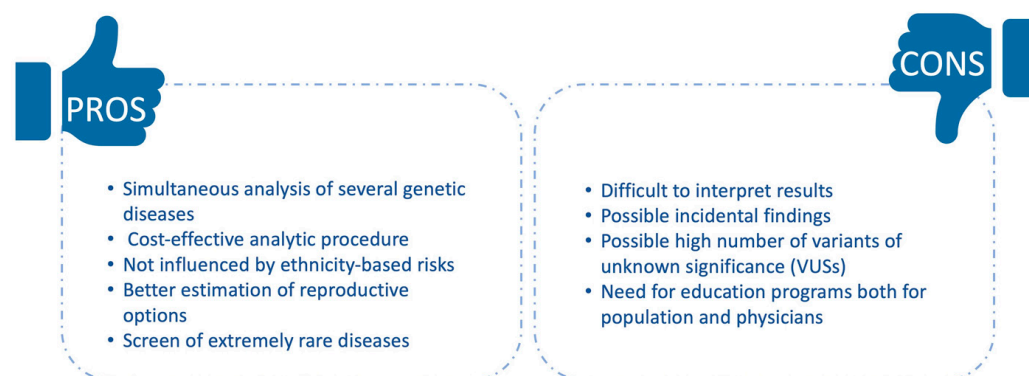 PROS
• Simultaneous analysis of several genetic
diseases
• Cost-effective analytic procedure
• Not influenced by ethnicity-based risks
• Better estimation of reproductive
options
• Screen of extremely rare diseases
CONS
• Difficult to interpret results
• Possible incidental findings
• Possible high number of variants of
unknown significance (VUSs)
• Need for education programs both for
population and physicians